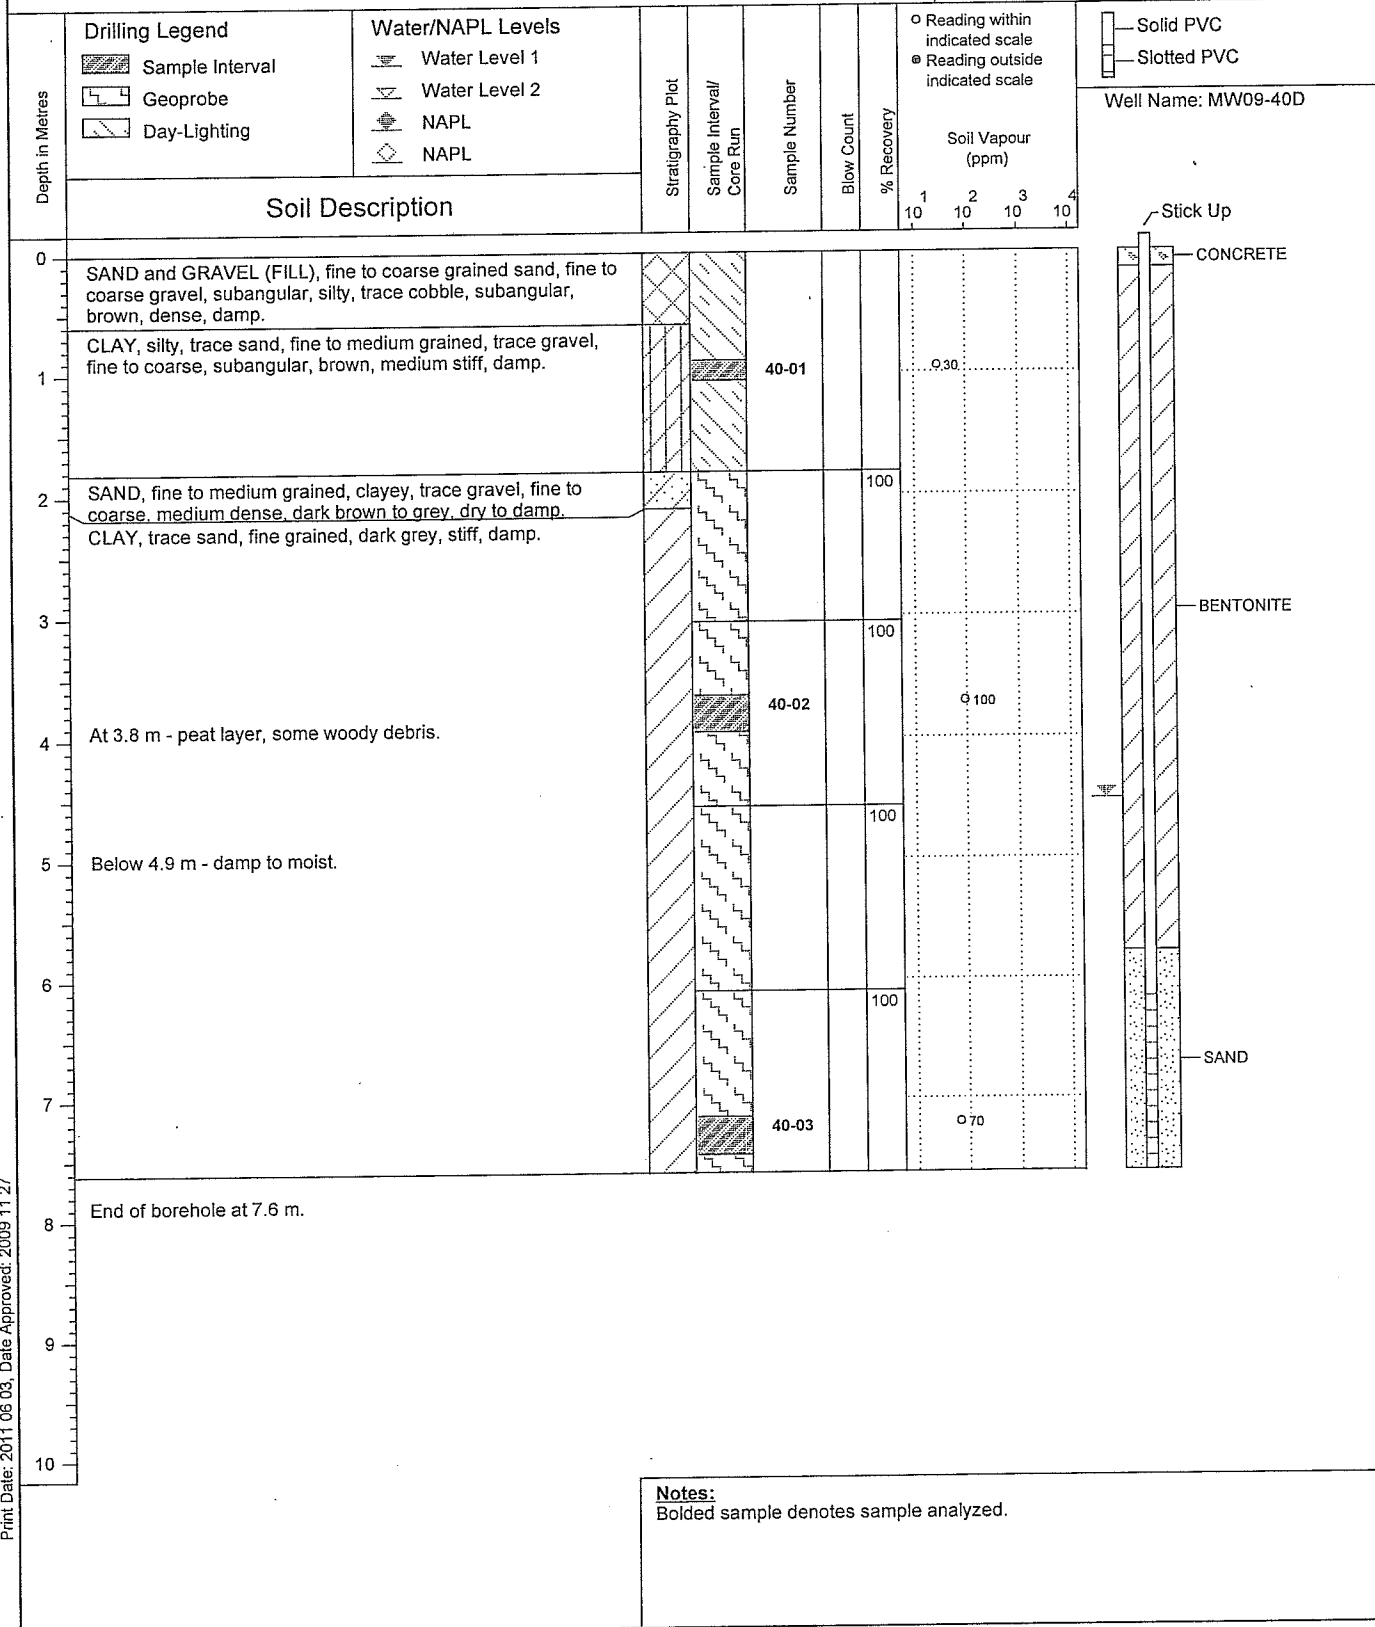 Drilling Legend
Sample Interval
Geoprobe
Day-Lighting
Water/NAPL Levels
Water Level 1
Water Level 2
NAPL
NAPL
Depth in Metres
Soil Description
Stratigraphy Plot
Sample Interval/
Core Run
Sample Number
Blow Count
% Recovery
Reading within
indicated scale
Reading outside
indicated scale
Soil Vapour
(ppm)
10^1 10^2 10^3 10^4
Solid PVC
Slotted PVC
Well Name: MW09-40D
Stick Up
CONCRETE
0
SAND and GRAVEL (FILL), fine to coarse grained sand, fine to
coarse gravel, subangular, silty, trace cobble, subangular,
brown, dense, damp.
CLAY, silty, trace sand, fine to medium grained, trace gravel,
fine to coarse, subangular, brown, medium stiff, damp.
40-01
30
1
100
SAND, fine to medium grained, clayey, trace gravel, fine to
coarse, medium dense, dark brown to grey, dry to damp.
2
CLAY, trace sand, fine grained, dark grey, stiff, damp.
BENTONITE
3
100
40-02
100
At 3.8 m - peat layer, some woody debris.
4
100
Below 4.9 m - damp to moist.
5
6
100
SAND
7
40-03
70
End of borehole at 7.6 m.
8
9
10
Print Date: 2011 06 03, Date Approved: 2009 11 27
Notes:
Bolded sample denotes sample analyzed.